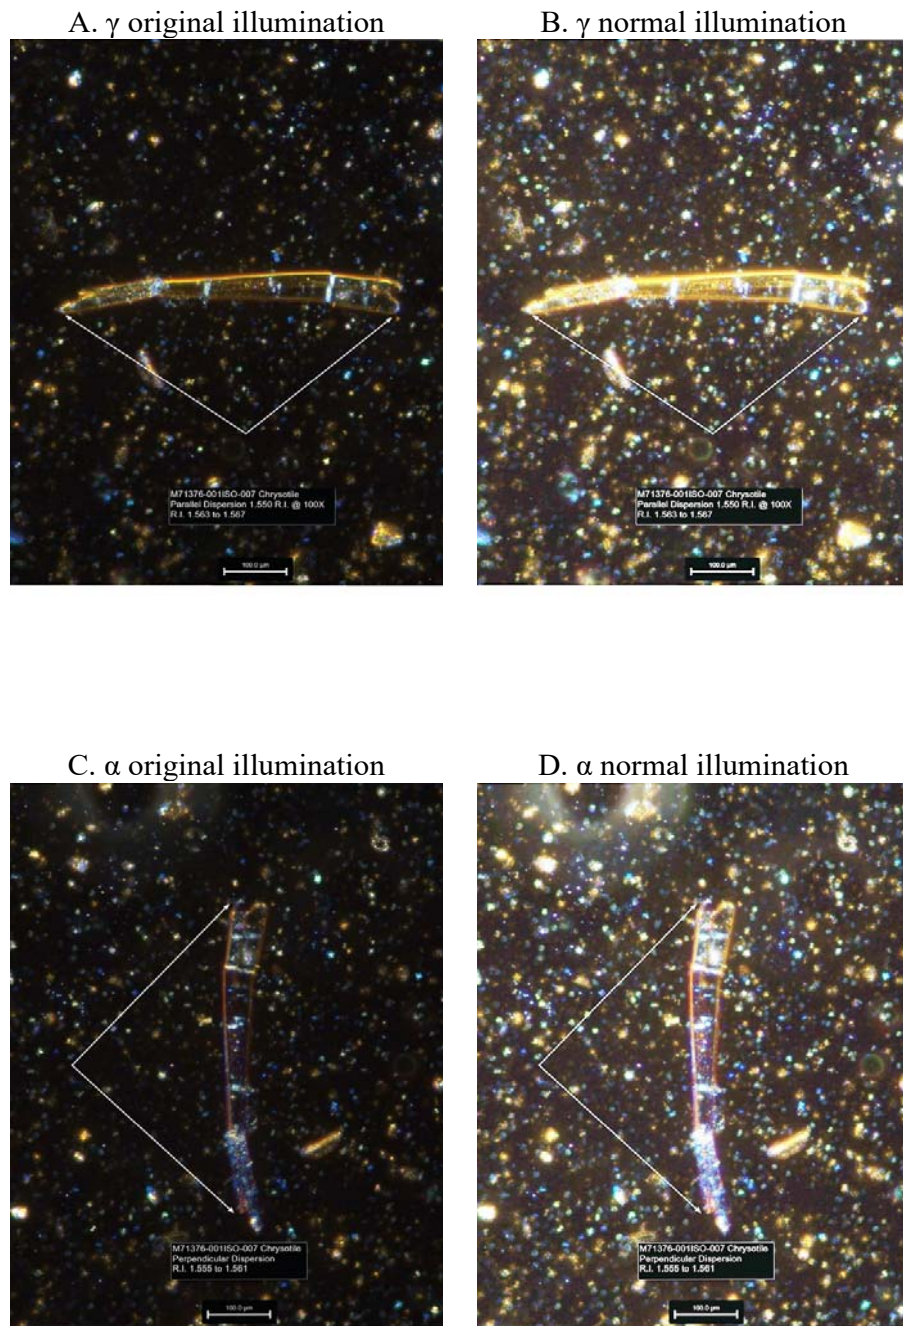 A. γ original illumination
B. γ normal illumination
M71376-001ISO-007 Chrysotile
Parallel Dispersion 1.550 R.I. @ 100X
R.I. 1.563 to 1.567
100.0 µm
M71376-001ISO-007 Chrysotile
Parallel Dispersion 1.550 R.I. @ 100X
R.I. 1.563 to 1.567
100.0 µm
C. α original illumination
D. α normal illumination
M71376-001ISO-007 Chrysotile
Perpendicular Dispersion
R.I. 1.555 to 1.561
100.0 µm
M71376-001ISO-007 Chrysotile
Perpendicular Dispersion
R.I. 1.555 to 1.561
100.0 µm